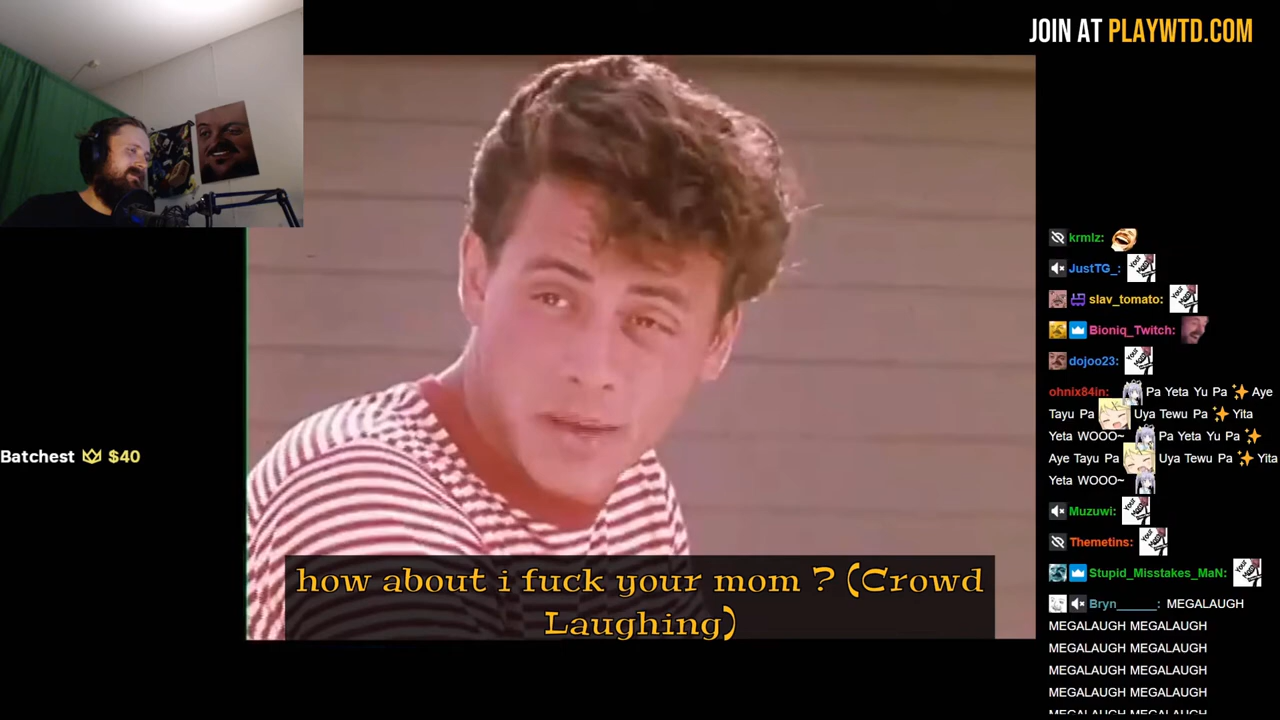 JOIN AT PLAYWTD.COM
krmlz:
JustTG_:
slav_tomato:
Bioniq_Twitch:
dojoo23:
ohnix84in: Pa Yeta Yu Pa ✨ Aye
Tayu Pa Uya Tewu Pa ✨ Yita
Yeta WOOO~ Pa Yeta Yu Pa ✨
Aye Tayu Pa Uya Tewu Pa ✨ Yita
Yeta WOOO~
Batchest $40
Muzuwi:
Themetins:
Stupid_Misstakes_MaN:
Bryn______: MEGALAUGH
MEGALAUGH MEGALAUGH
MEGALAUGH MEGALAUGH
MEGALAUGH MEGALAUGH
MEGALAUGH MEGALAUGH
how about i fuck your mom ? (Crowd
Laughing)